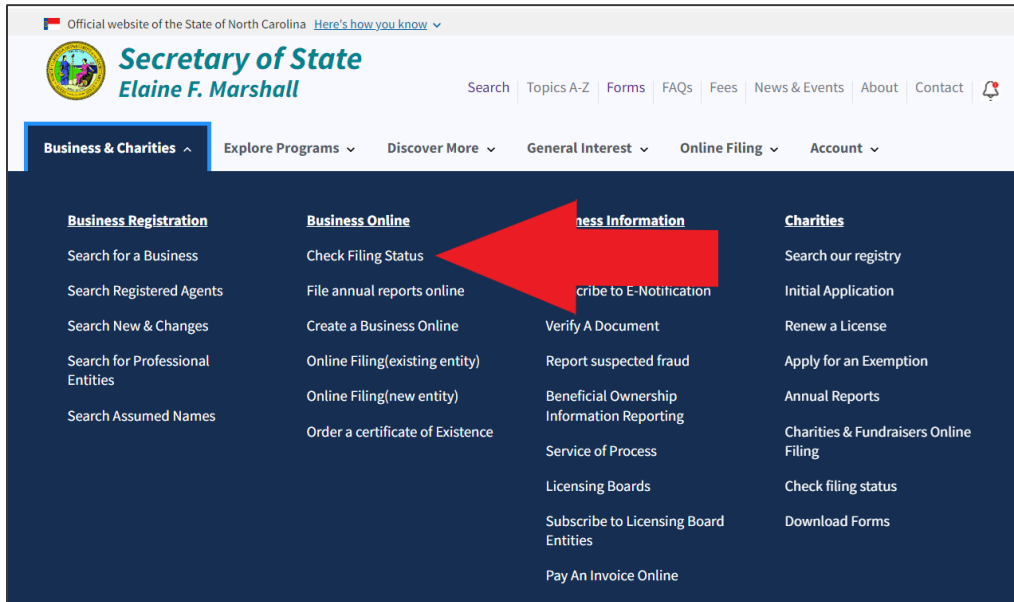 Official website of the State of North Carolina Here's how you know
Secretary of State
Elaine F. Marshall
Search Topics A-Z Forms FAQs Fees News & Events About Contact
Business & Charities Explore Programs Discover More General Interest Online Filing Account
Business Registration
Search for a Business
Search Registered Agents
Search New & Changes
Search for Professional
Entities
Search Assumed Names
Business Online
Check Filing Status
File annual reports online
Create a Business Online
Online Filing(existing entity)
Online Filing(new entity)
Order a certificate of Existence
Information
to E-Notification
Verify A Document
Report suspected fraud
Beneficial Ownership
Information Reporting
Service of Process
Licensing Boards
Subscribe to Licensing Board
Entities
Pay An Invoice Online
Charities
Search our registry
Initial Application
Renew a License
Apply for an Exemption
Annual Reports
Charities & Fundraisers Online
Filing
Check filing status
Download Forms